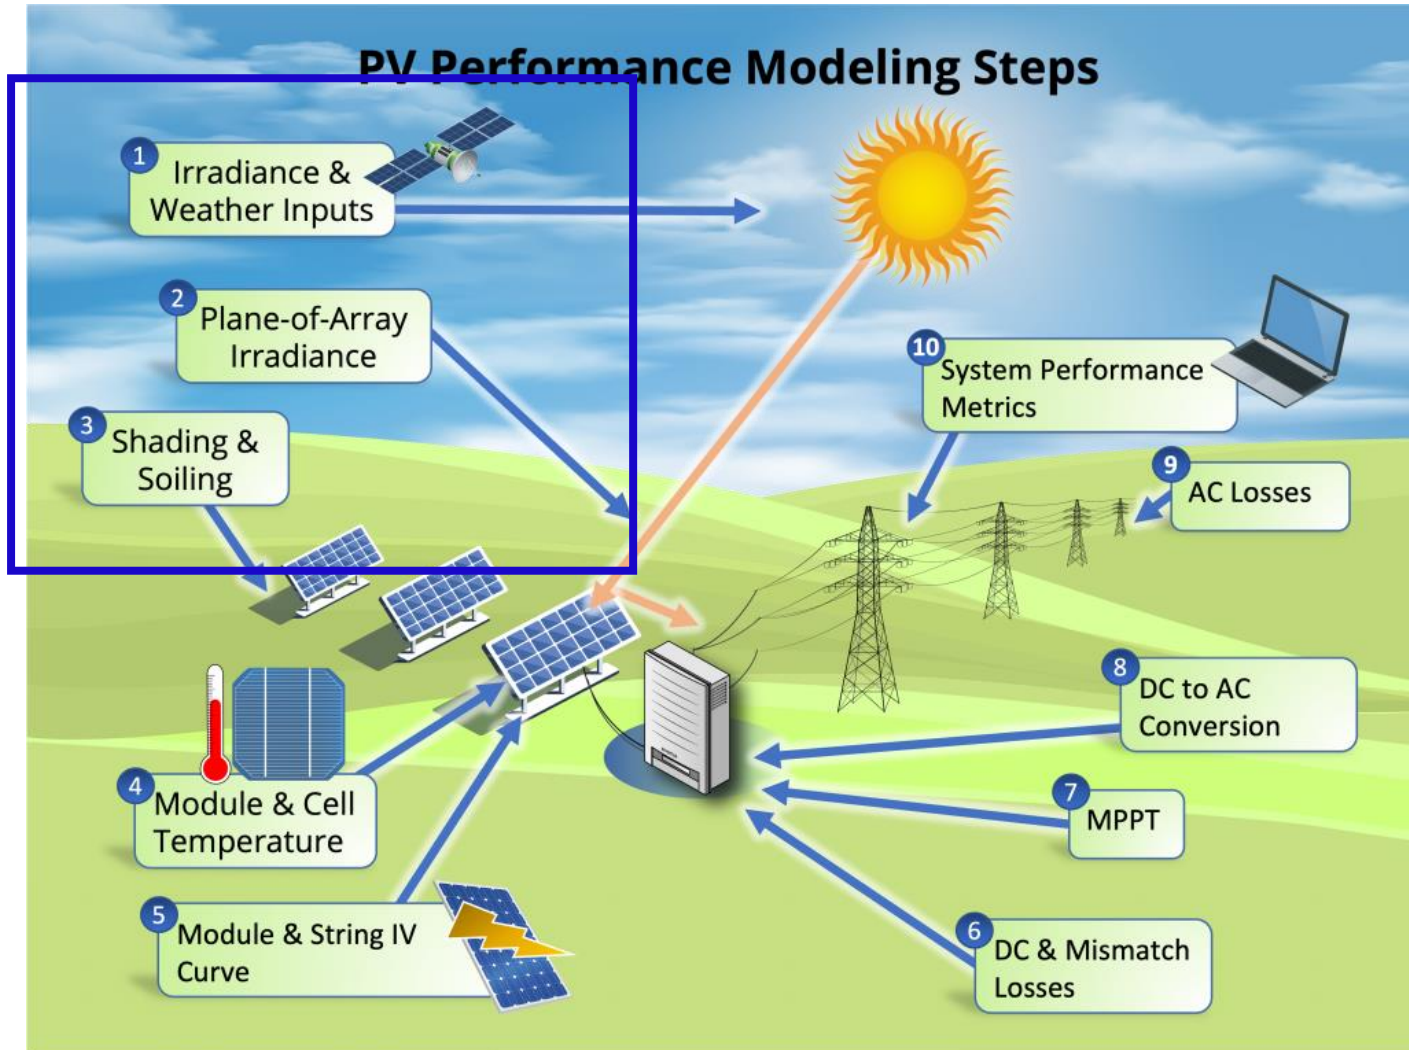 PV Performance Modeling Steps
1
Irradiance &
Weather Inputs
2
Plane-of-Array
Irradiance
3
Shading &
Soiling
4
Module & Cell
Temperature
5
Module & String IV
Curve
6
DC & Mismatch
Losses
7
MPPT
8
DC to AC
Conversion
9
AC Losses
10
System Performance
Metrics